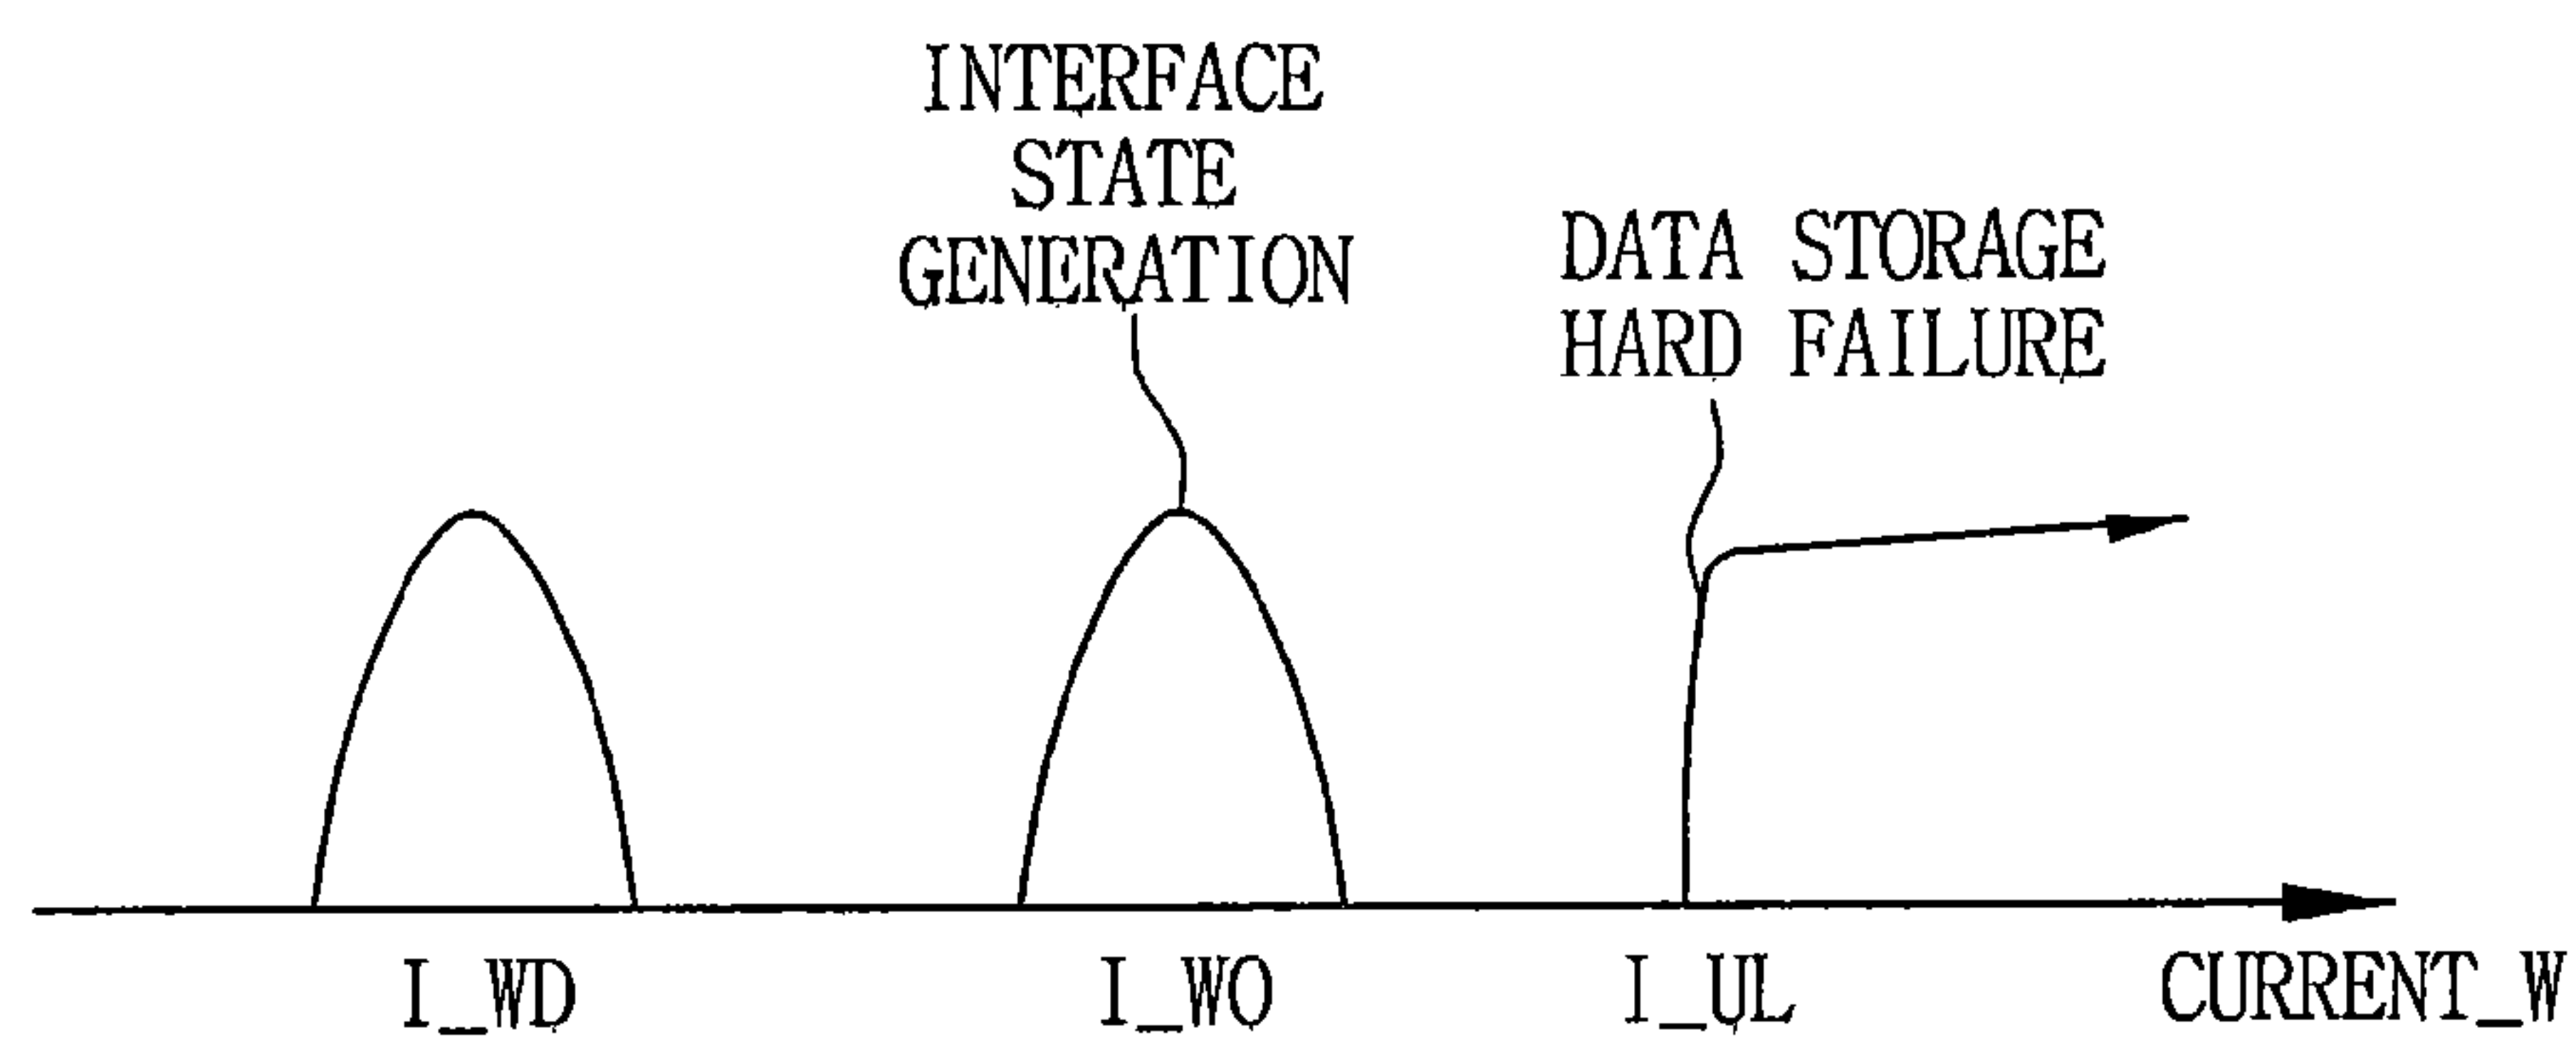 INTERFACE
STATE
GENERATION
DATA STORAGE
HARD FAILURE
I_WD
I_WO
I_UL
CURRENT_W